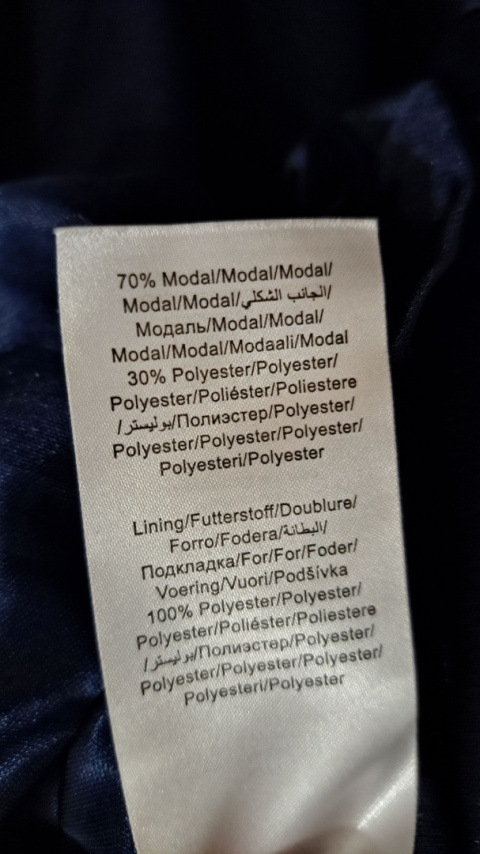 70% Modal/Modal/Modal/
Modal/Modal/الجانب الشكلي/
Модаль/Modal/Modal/
Modal/Modal/Modaali/Modal
30% Polyester/Polyester/
Polyester/Poliéster/Poliestere
/بوليستر/Полиэстер/Polyester/
Polyester/Polyester/Polyester/
Polyesteri/Polyester
Lining/Futterstoff/Doublure/
Forro/Fodera/البطانة/
Подкладка/For/For/Foder/
Voering/Vuori/Podšívka
100% Polyester/Polyester/
Polyester/Poliéster/Poliestere
/بوليستر/Полиэстер/Polyester/
Polyester/Polyester/Polyester/
Polyesteri/Polyester